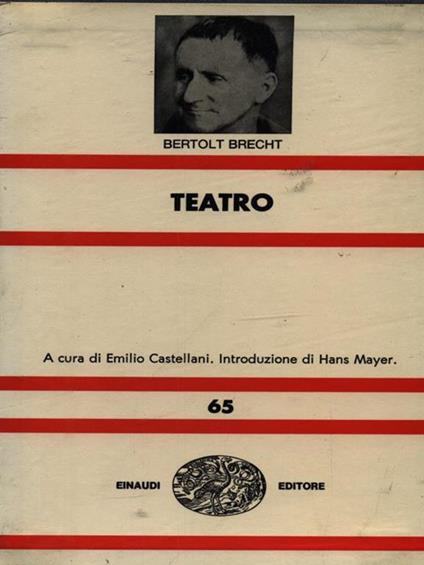 BERTOLT BRECHT
TEATRO
A cura di Emilio Castellani. Introduzione di Hans Mayer.
65
EINAUDI EDITORE